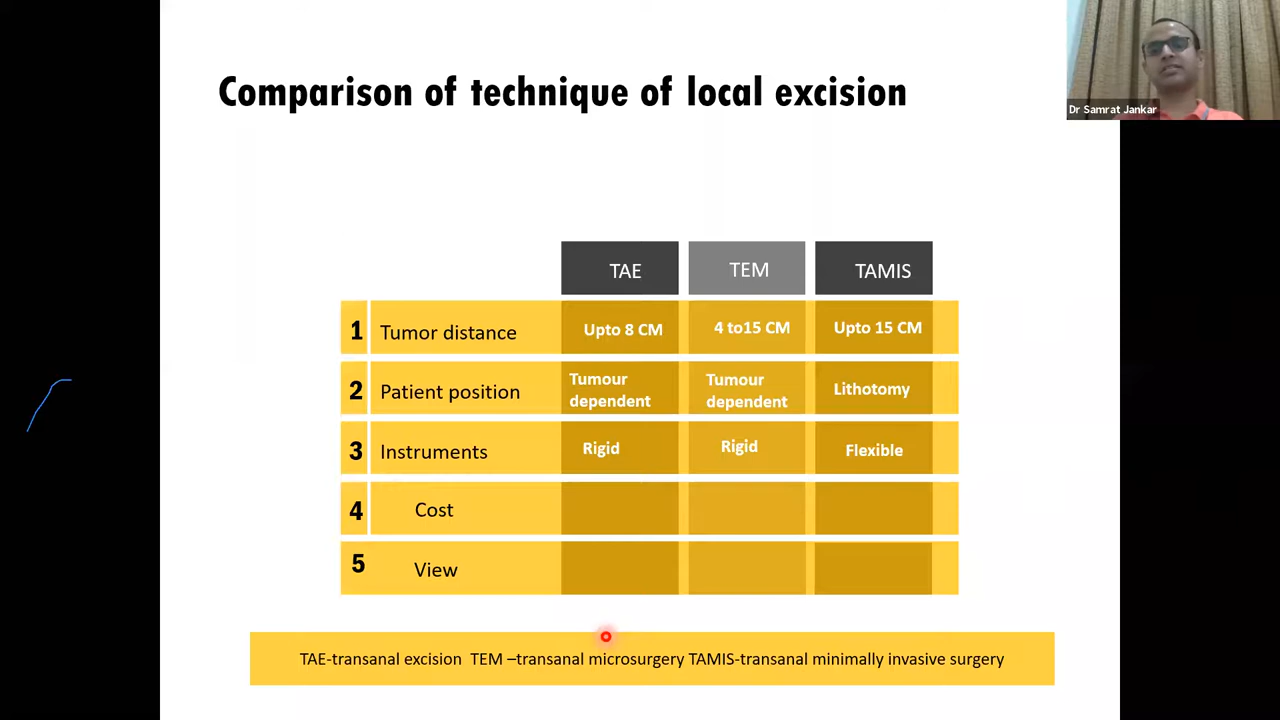 Comparison of technique of local excision
Dr Samrat Jankar
TAE TEM TAMIS
1 Tumor distance Upto 8 CM 4 to15 CM Upto 15 CM
2 Patient position Tumour dependent Tumour dependent Lithotomy
3 Instruments Rigid Rigid Flexible
4 Cost
5 View
TAE-transanal excision TEM –transanal microsurgery TAMIS-transanal minimally invasive surgery